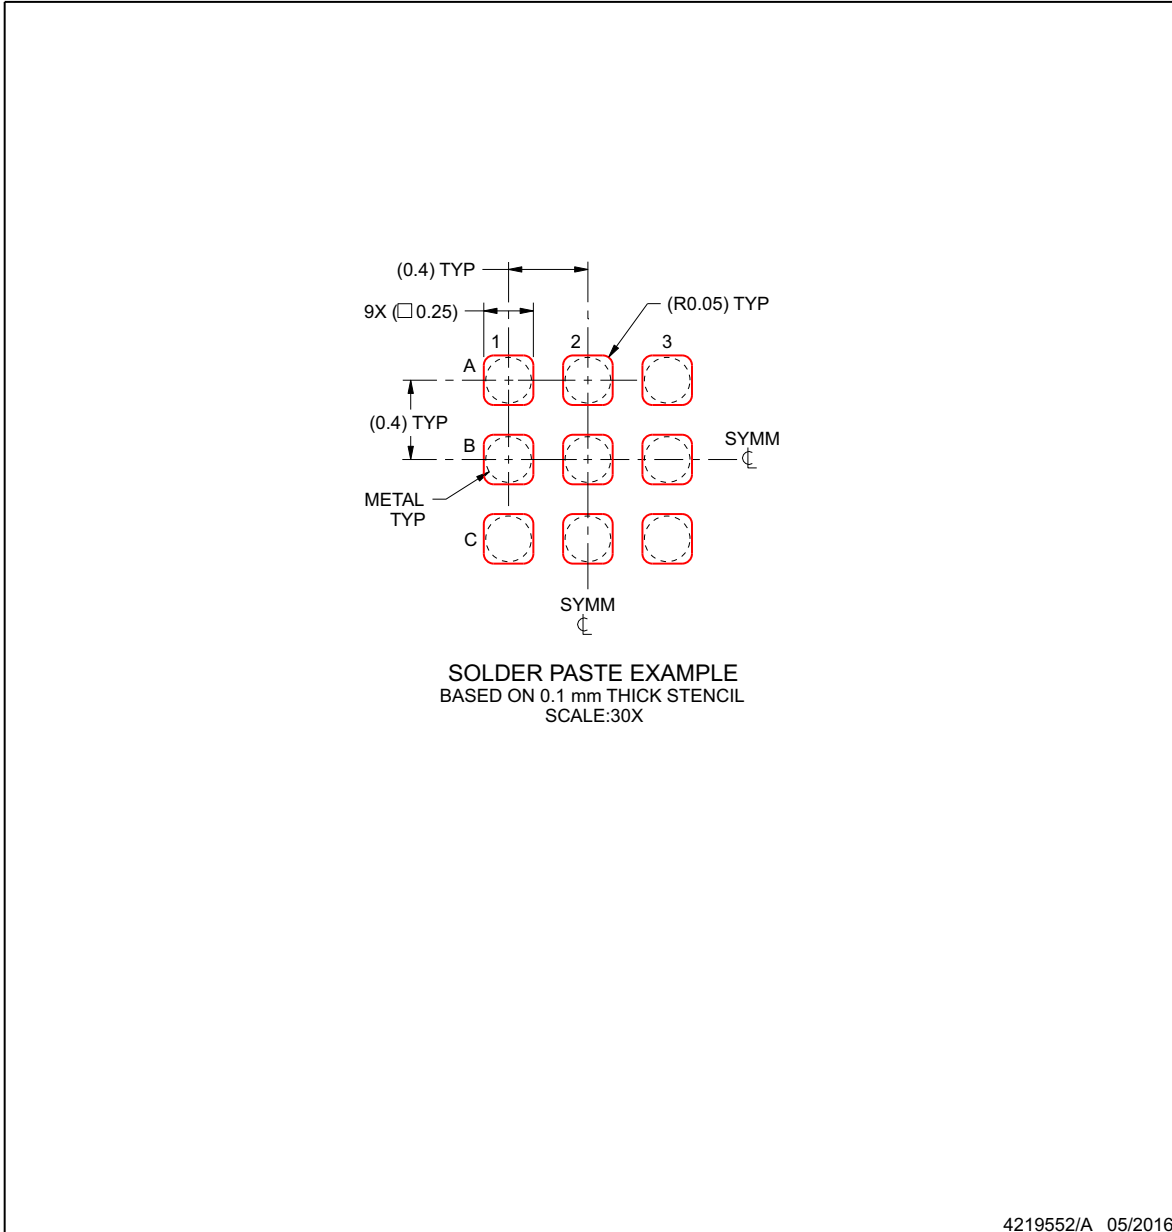 (0.4) TYP
9X (□ 0.25)
(R0.05) TYP
1
2
3
A
(0.4) TYP
B
SYMM
℄
METAL
TYP
C
SYMM
℄
SOLDER PASTE EXAMPLE
BASED ON 0.1 mm THICK STENCIL
SCALE:30X
4219552/A 05/2016